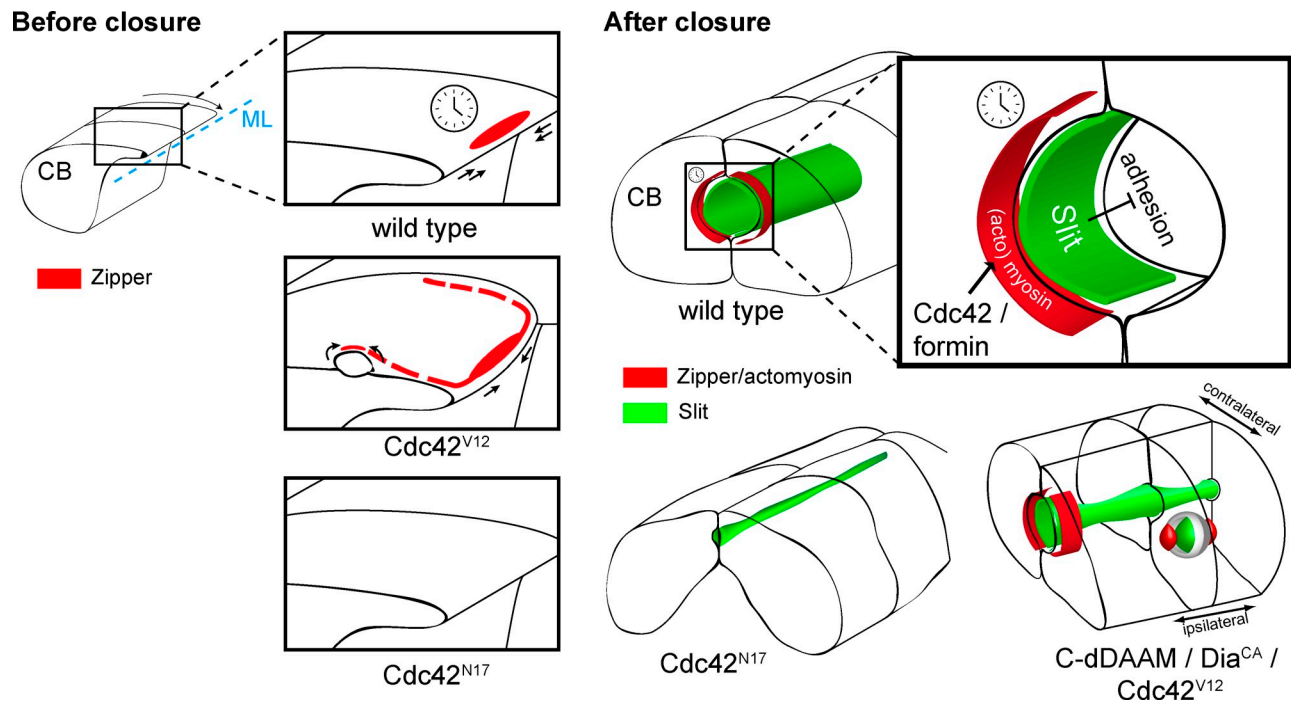 Before closure
ML
CB
wild type
Zipper
Cdc42V12
Cdc42N17
After closure
CB
wild type
Slit
adhesion
(acto) myosin
Cdc42 /
formin
Zipper/actomyosin
Slit
Cdc42N17
contralateral
ipsilateral
C-dDAAM / DiaCA /
Cdc42V12